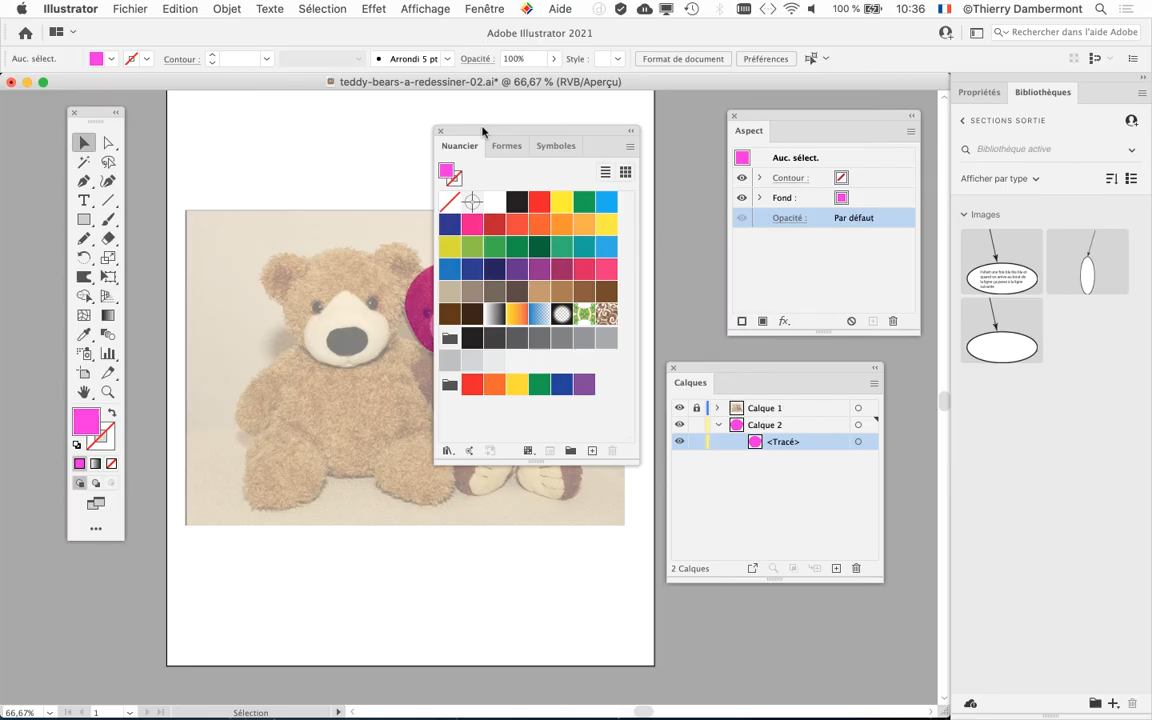 Illustrator Fichier Edition Objet Texte Sélection Effet Affichage Fenêtre Aide 100 % 10:36 ©Thierry Dambermont
Adobe Illustrator 2021
Rechercher dans l'aide Adobe
Auc. sélect. Contour : Arrondi 5 pt Opacité : 100% Style : Format de document Préférences
teddy-bears-a-redessiner-02.ai* @ 66,67 % (RVB/Aperçu)
Propriétés Bibliothèques
SECTIONS SORTIE
Bibliothèque active
Afficher par type
Images
Nuancier Formes Symboles
Aspect
Auc. sélect.
Contour :
Fond :
Opacité : Par défaut
fx.
Calques
Calque 1
Calque 2
<Tracé>
2 Calques
66,67% 1 Sélection